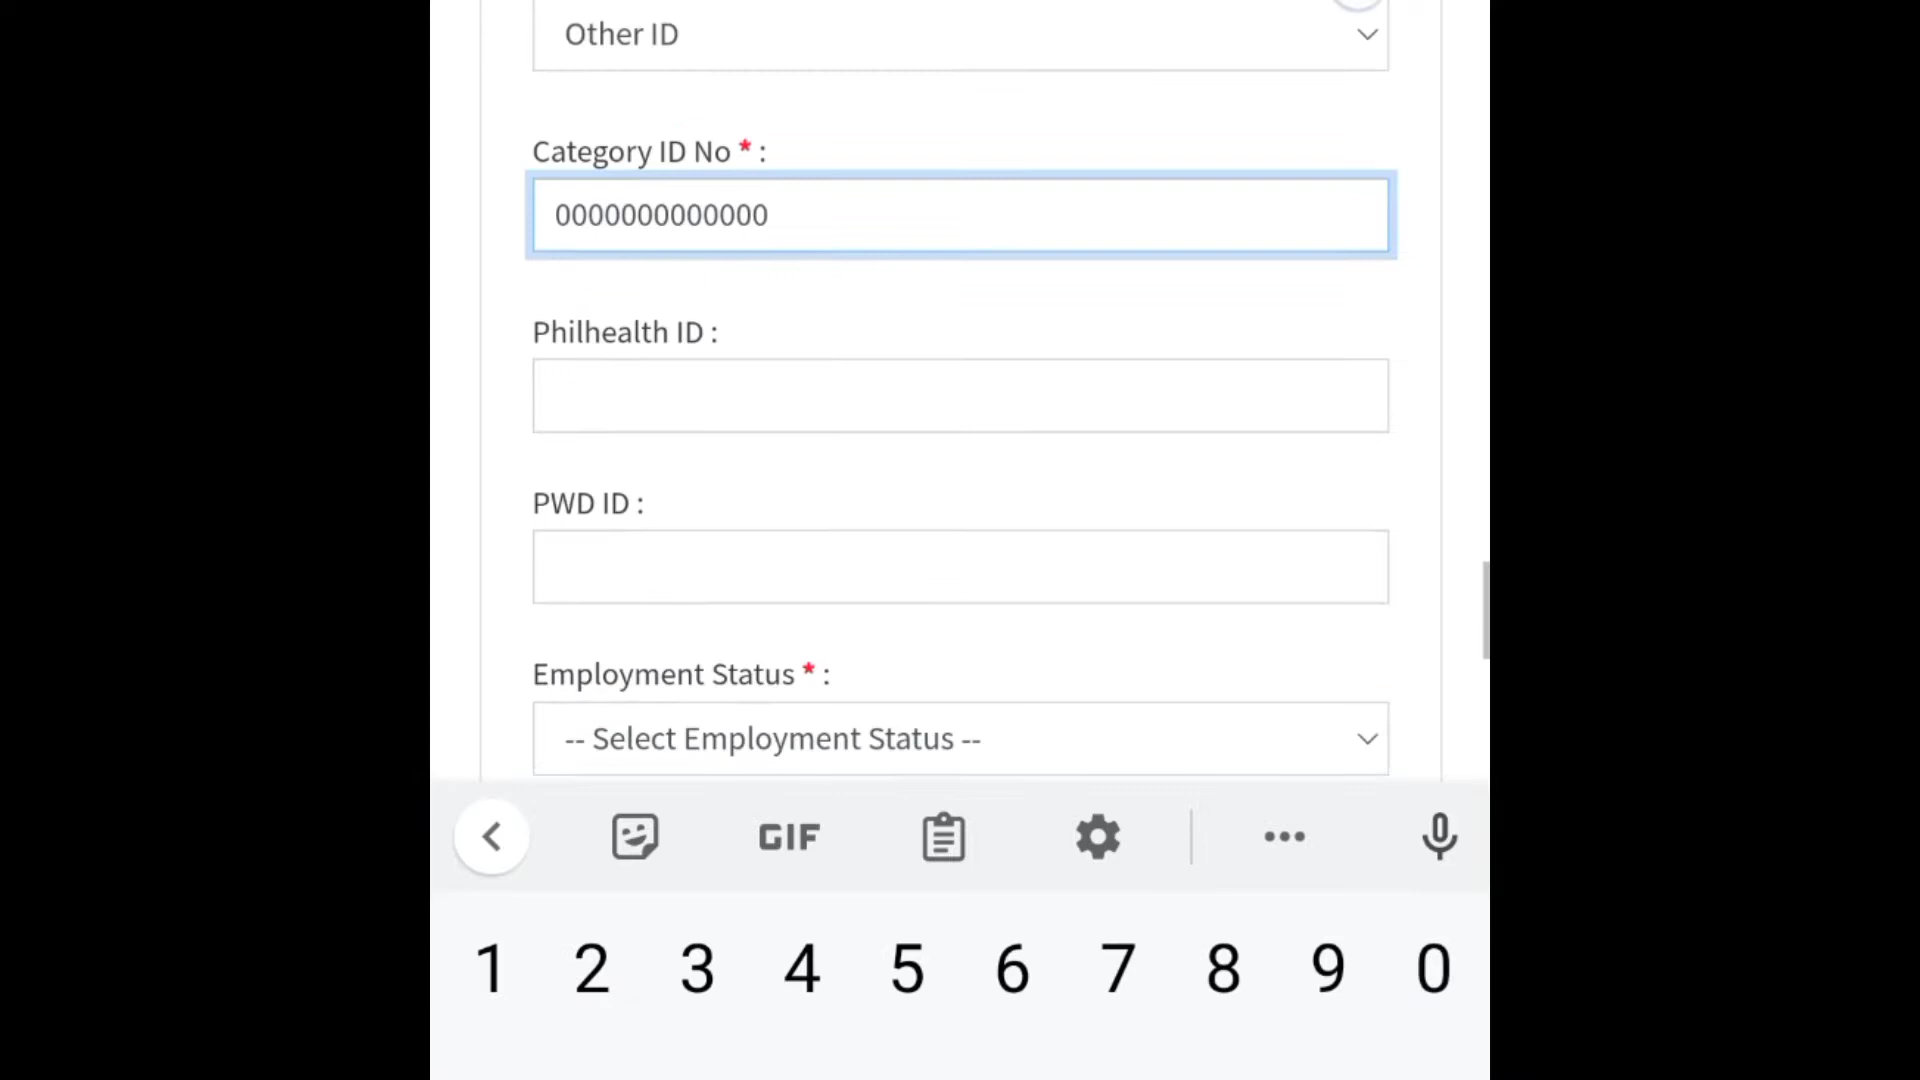 Other ID
Category ID No * :
0000000000000
Philhealth ID :
PWD ID :
Employment Status * :
-- Select Employment Status --
GIF
1 2 3 4 5 6 7 8 9 0